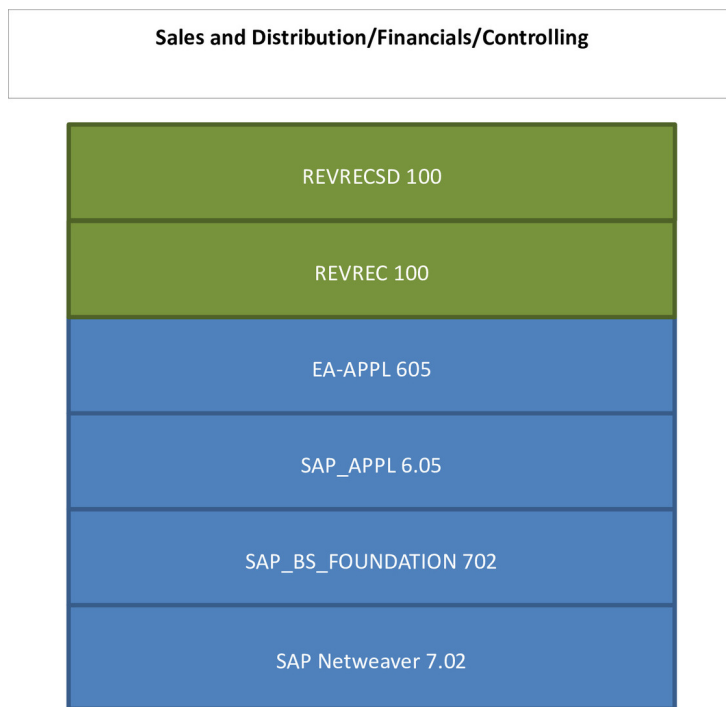 Sales and Distribution/Financials/Controlling
REVRECSD 100
REVREC 100
EA-APPL 605
SAP_APPL 6.05
SAP_BS_FOUNDATION 702
SAP Netweaver 7.02